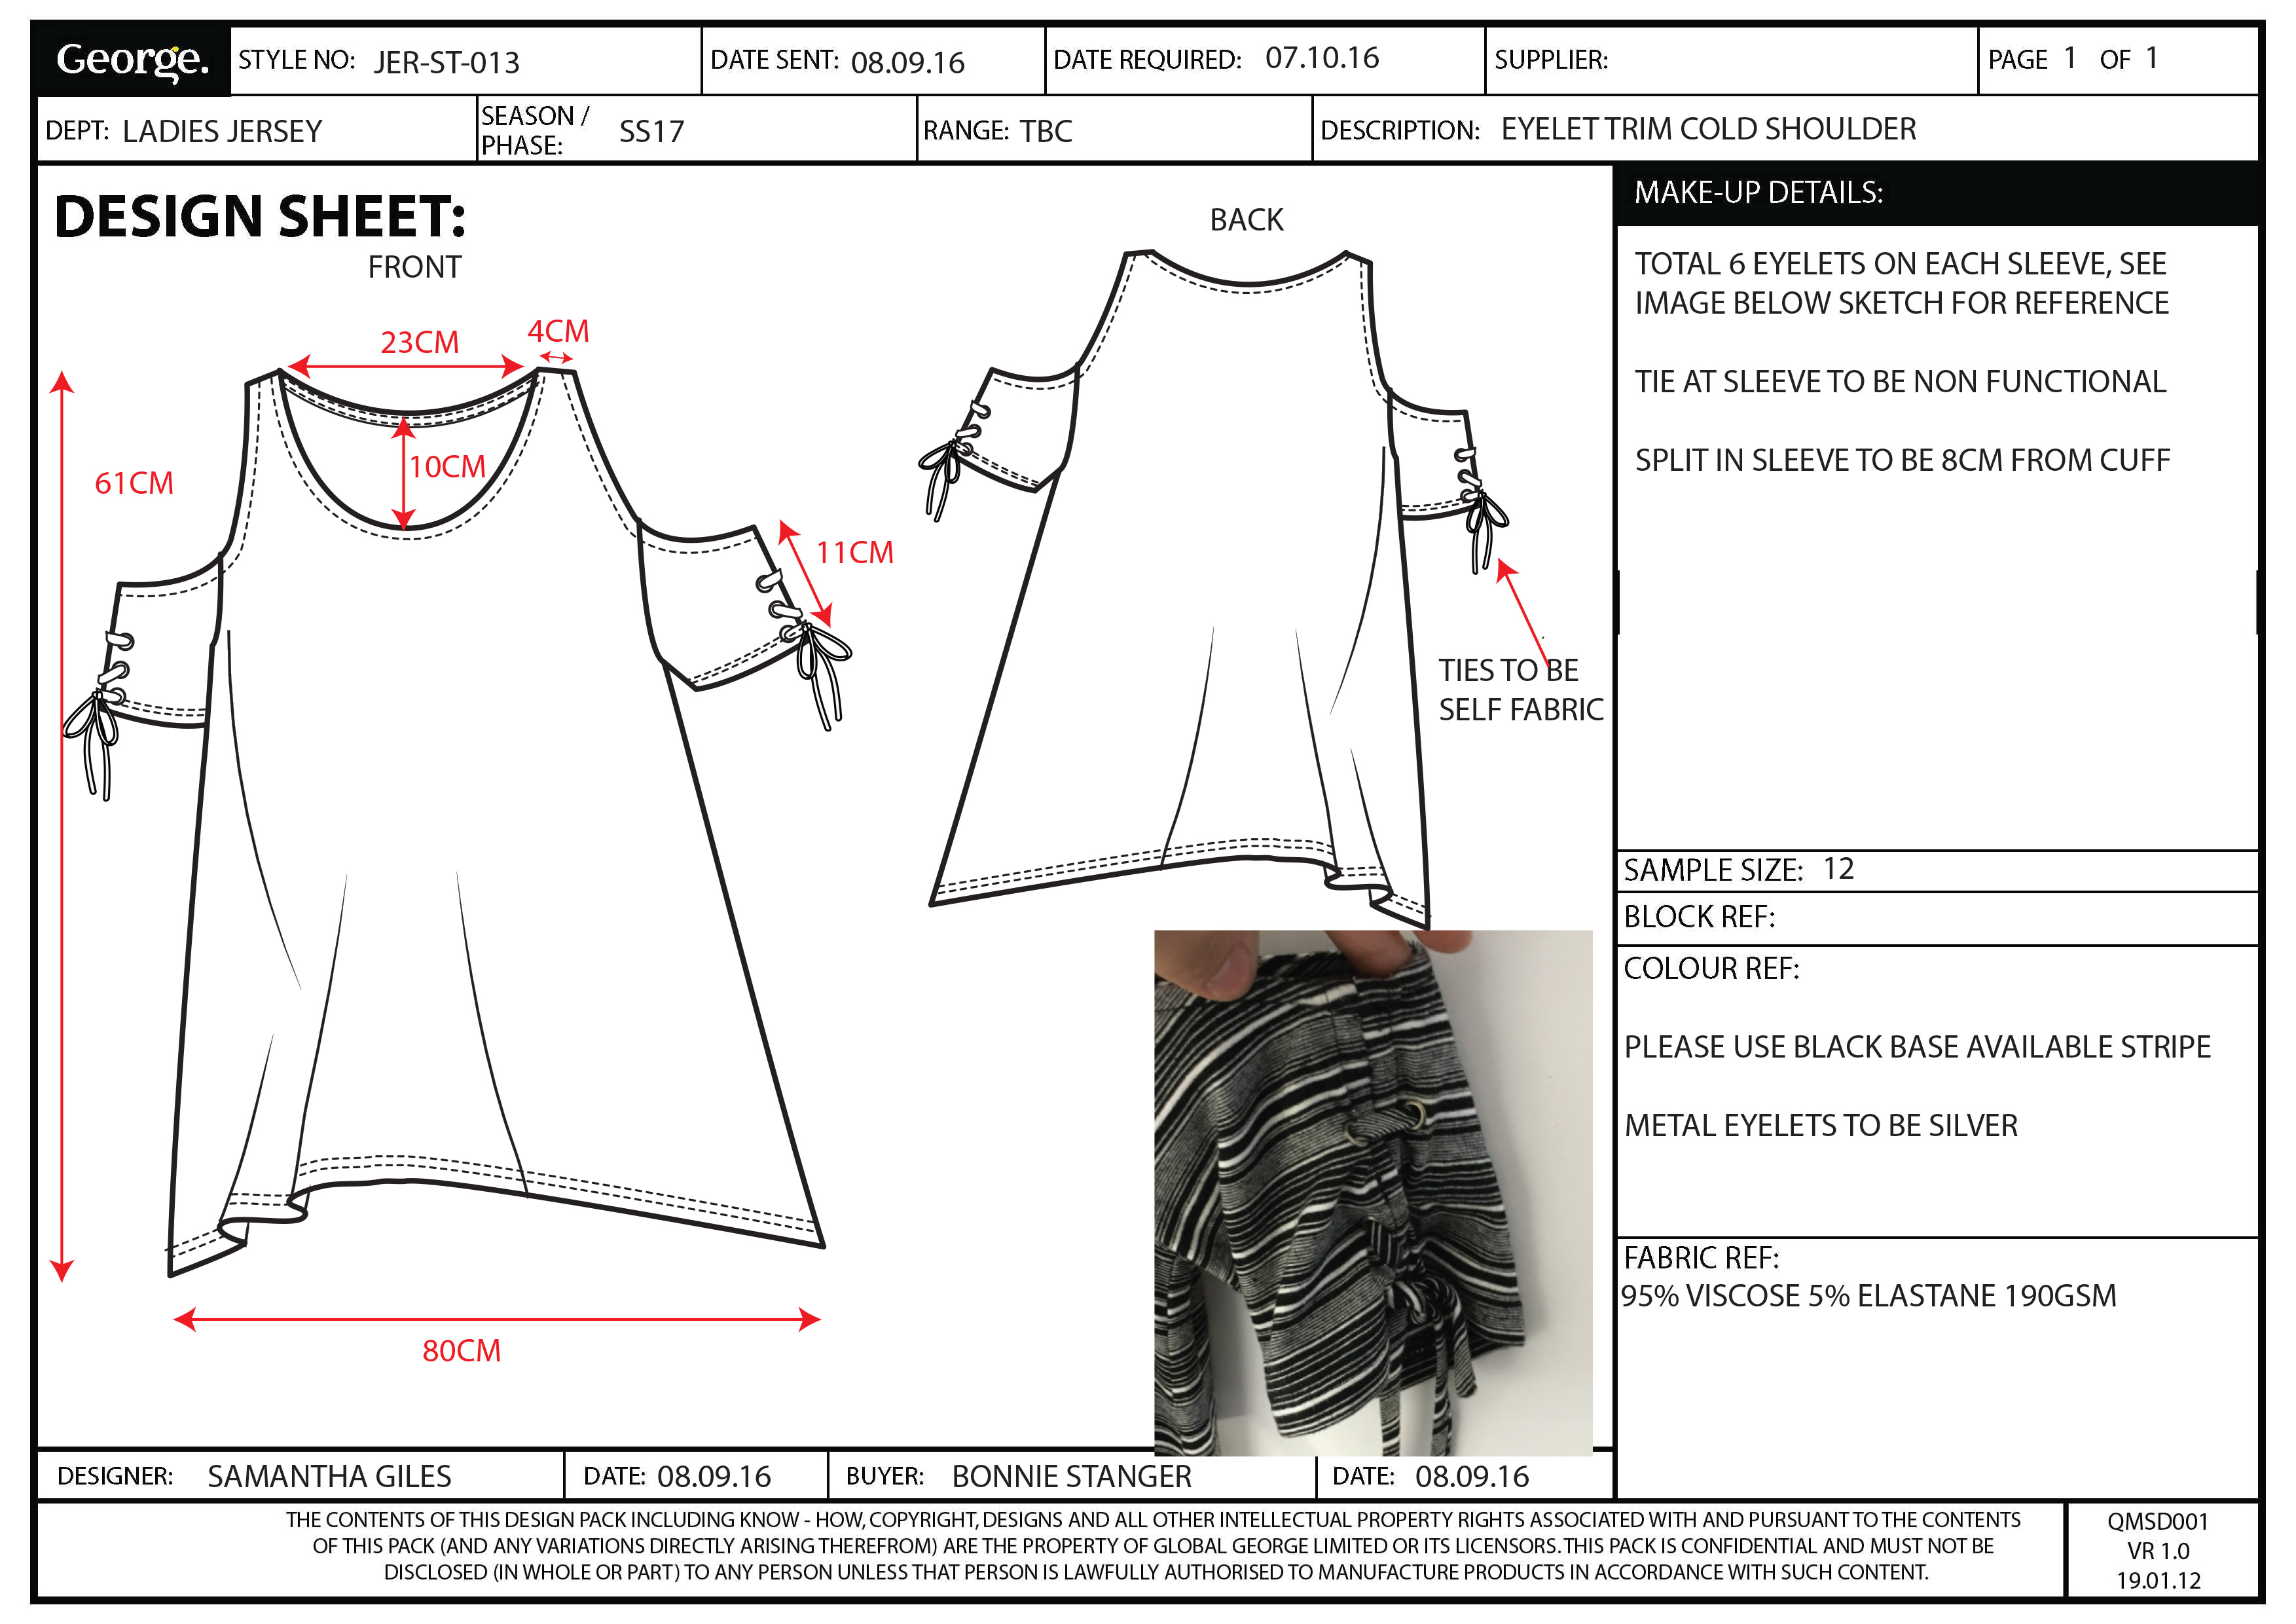 George.
STYLE NO: JER-ST-013
DATE SENT: 08.09.16
DATE REQUIRED: 07.10.16
SUPPLIER:
PAGE 1 OF 1
DEPT: LADIES JERSEY
SEASON /
PHASE: SS17
RANGE: TBC
DESCRIPTION: EYELET TRIM COLD SHOULDER
DESIGN SHEET:
FRONT
BACK
23CM
4CM
61CM
10CM
11CM
80CM
TIES TO BE
SELF FABRIC
MAKE-UP DETAILS:
TOTAL 6 EYELETS ON EACH SLEEVE, SEE
IMAGE BELOW SKETCH FOR REFERENCE
TIE AT SLEEVE TO BE NON FUNCTIONAL
SPLIT IN SLEEVE TO BE 8CM FROM CUFF
SAMPLE SIZE: 12
BLOCK REF:
COLOUR REF:
PLEASE USE BLACK BASE AVAILABLE STRIPE
METAL EYELETS TO BE SILVER
FABRIC REF:
95% VISCOSE 5% ELASTANE 190GSM
DESIGNER: SAMANTHA GILES
DATE: 08.09.16
BUYER: BONNIE STANGER
DATE: 08.09.16
THE CONTENTS OF THIS DESIGN PACK INCLUDING KNOW - HOW, COPYRIGHT, DESIGNS AND ALL OTHER INTELLECTUAL PROPERTY RIGHTS ASSOCIATED WITH AND PURSUANT TO THE CONTENTS
OF THIS PACK (AND ANY VARIATIONS DIRECTLY ARISING THEREFROM) ARE THE PROPERTY OF GLOBAL GEORGE LIMITED OR ITS LICENSORS. THIS PACK IS CONFIDENTIAL AND MUST NOT BE
DISCLOSED (IN WHOLE OR PART) TO ANY PERSON UNLESS THAT PERSON IS LAWFULLY AUTHORISED TO MANUFACTURE PRODUCTS IN ACCORDANCE WITH SUCH CONTENT.
QMSD001
VR 1.0
19.01.12